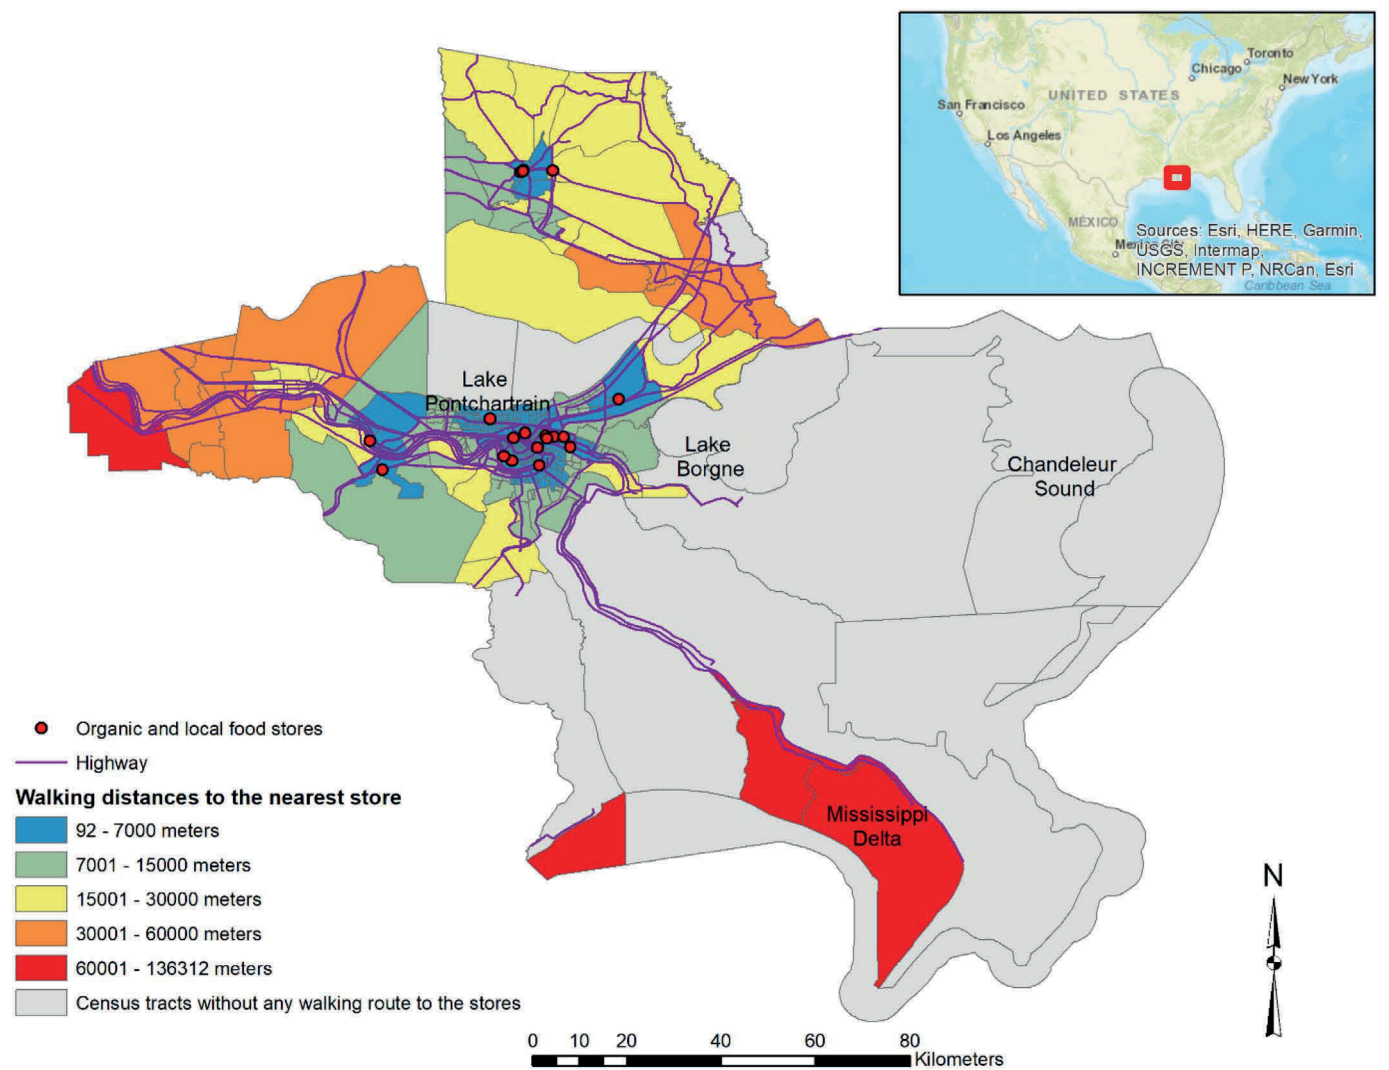 Toronto
Chicago
New York
UNITED STATES
San Francisco
Los Angeles
MÉXICO
Sources: Esri, HERE, Garmin,
USGS, Intermap,
INCREMENT P, NRCan, Esri
Caribbean Sea
Lake
Pontchartrain
Lake
Borgne
Chandeleur
Sound
Mississippi
Delta
Organic and local food stores
Highway
Walking distances to the nearest store
92 - 7000 meters
7001 - 15000 meters
15001 - 30000 meters
30001 - 60000 meters
60001 - 136312 meters
Census tracts without any walking route to the stores
N
0 10 20 40 60 80
Kilometers